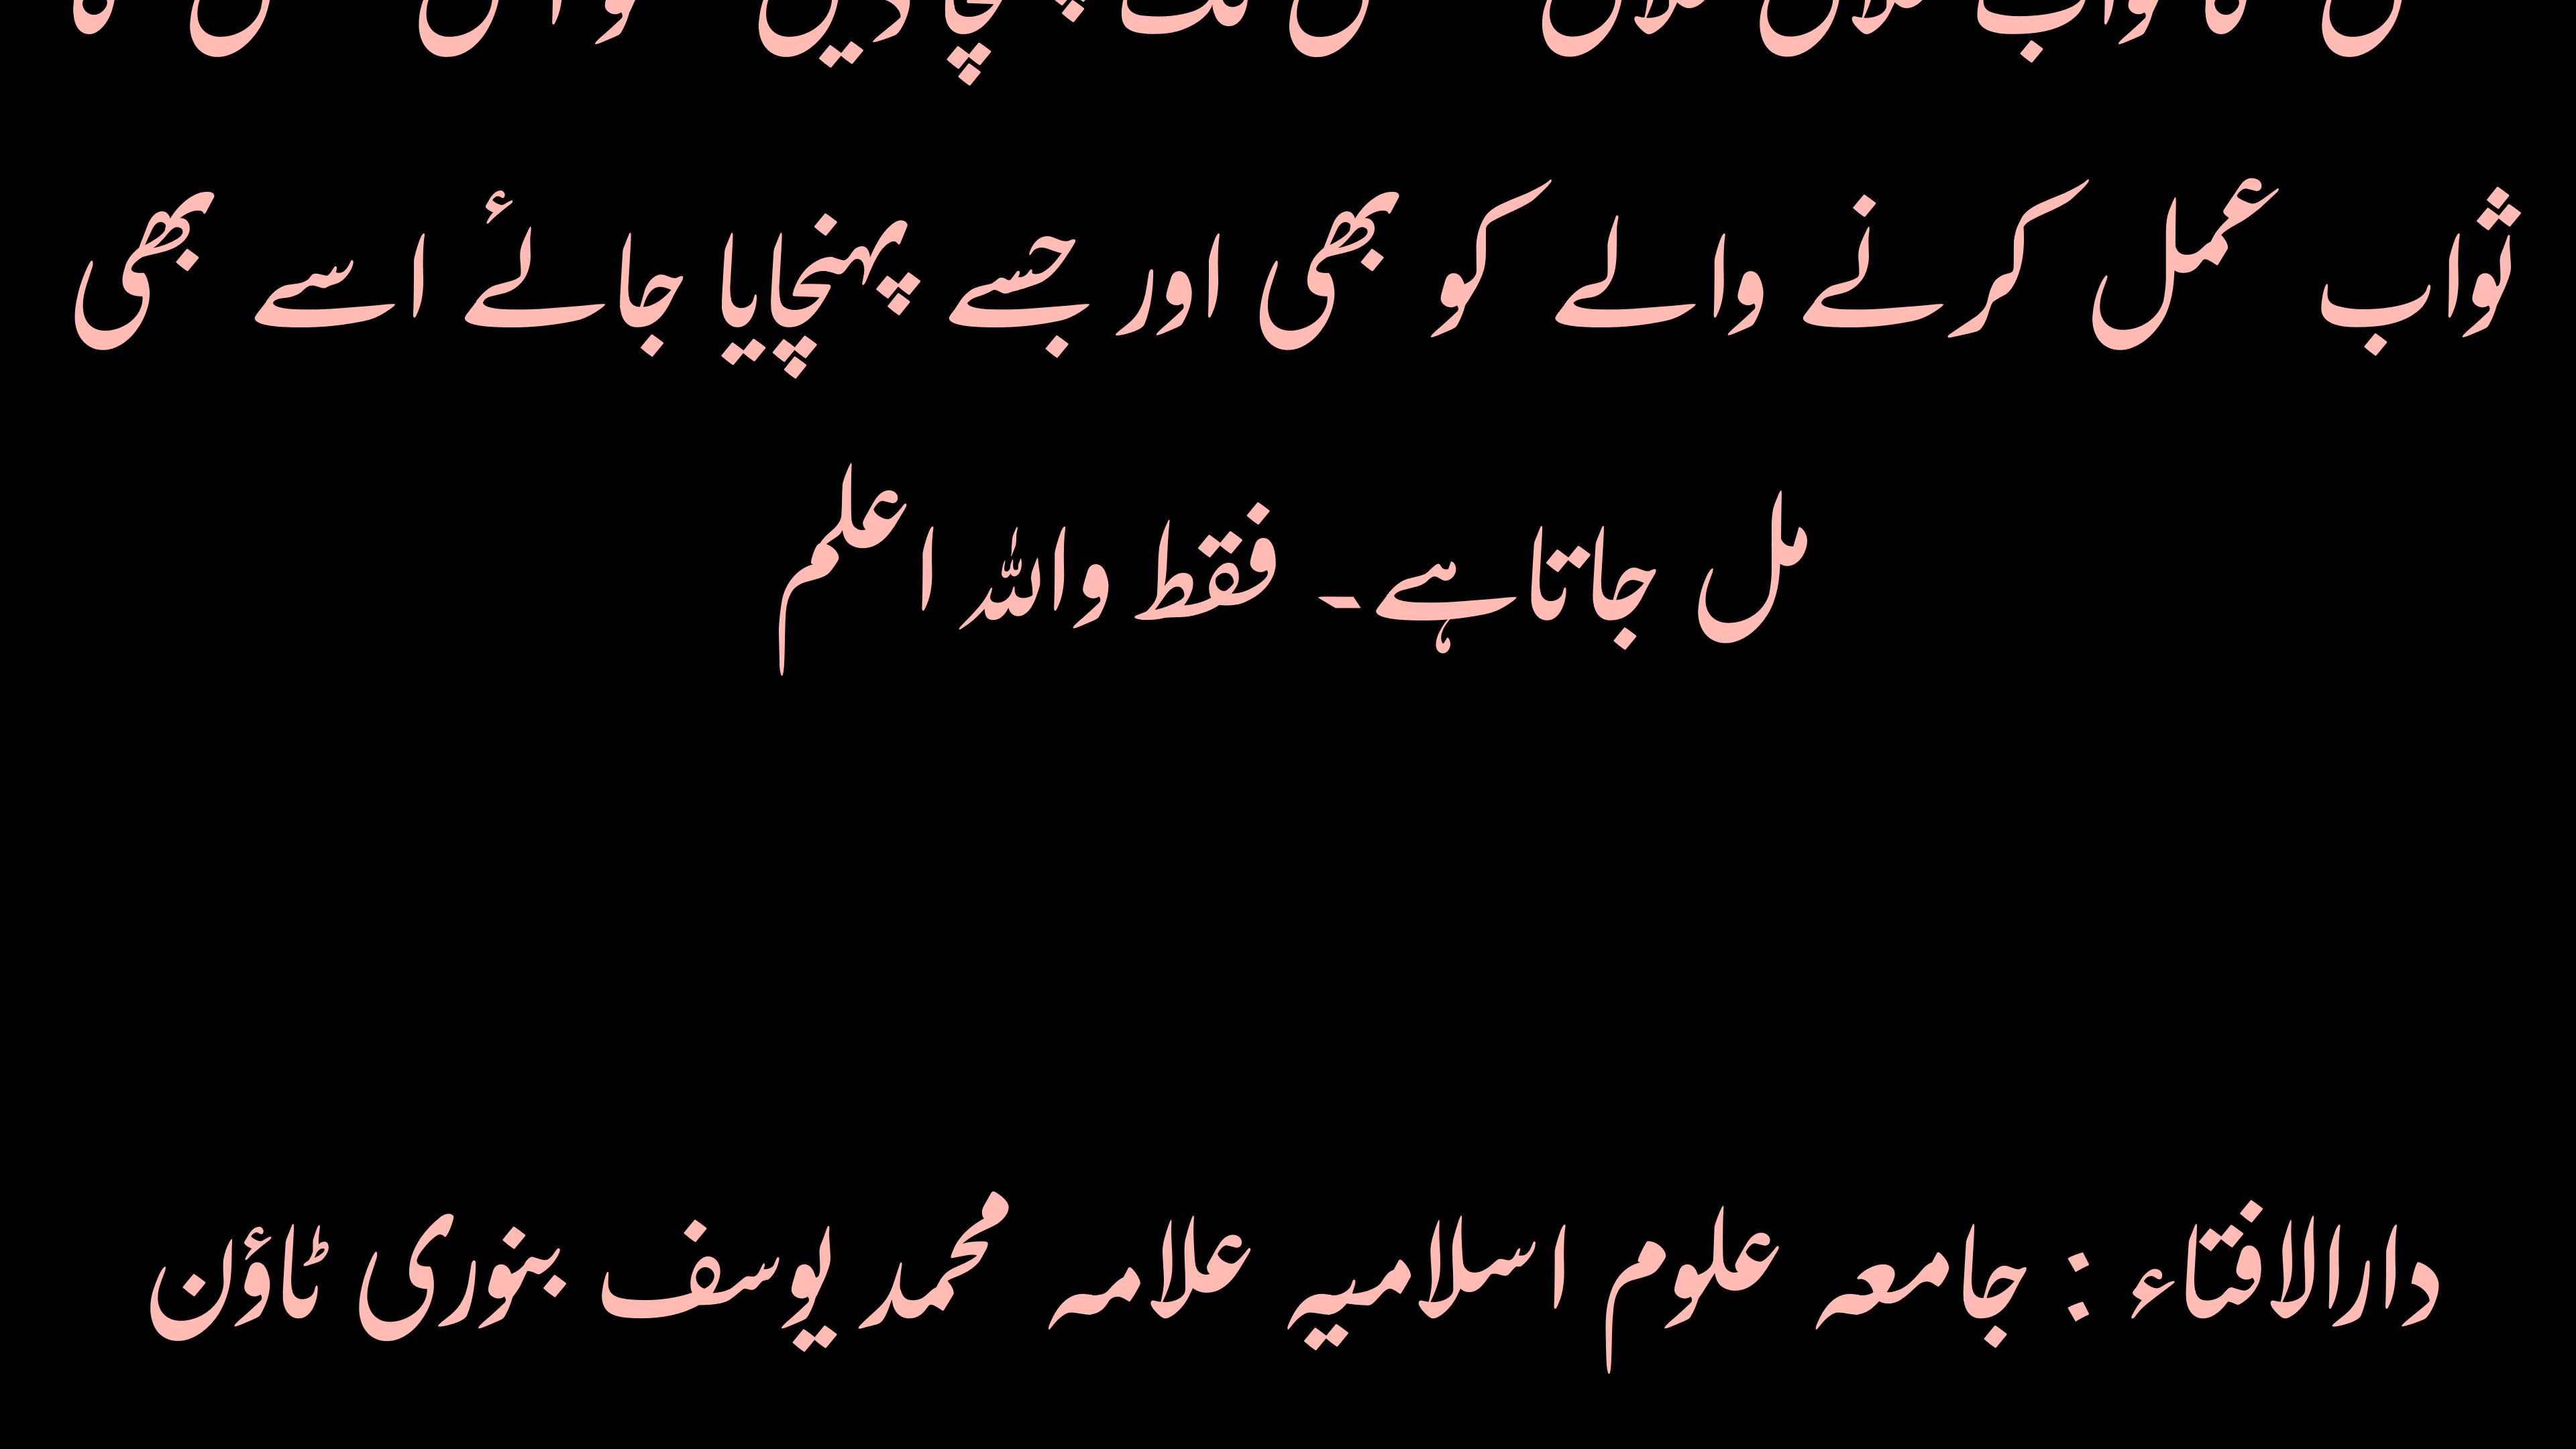 ثواب عمل کرنے والے کو بھی اور جسے پہنچایا جائے اسے بھی
مل جاتا ہے۔ فقط واللہ اعلم
دارالافتاء : جامعہ علوم اسلامیہ علامہ محمد یوسف بنوری ٹاؤن